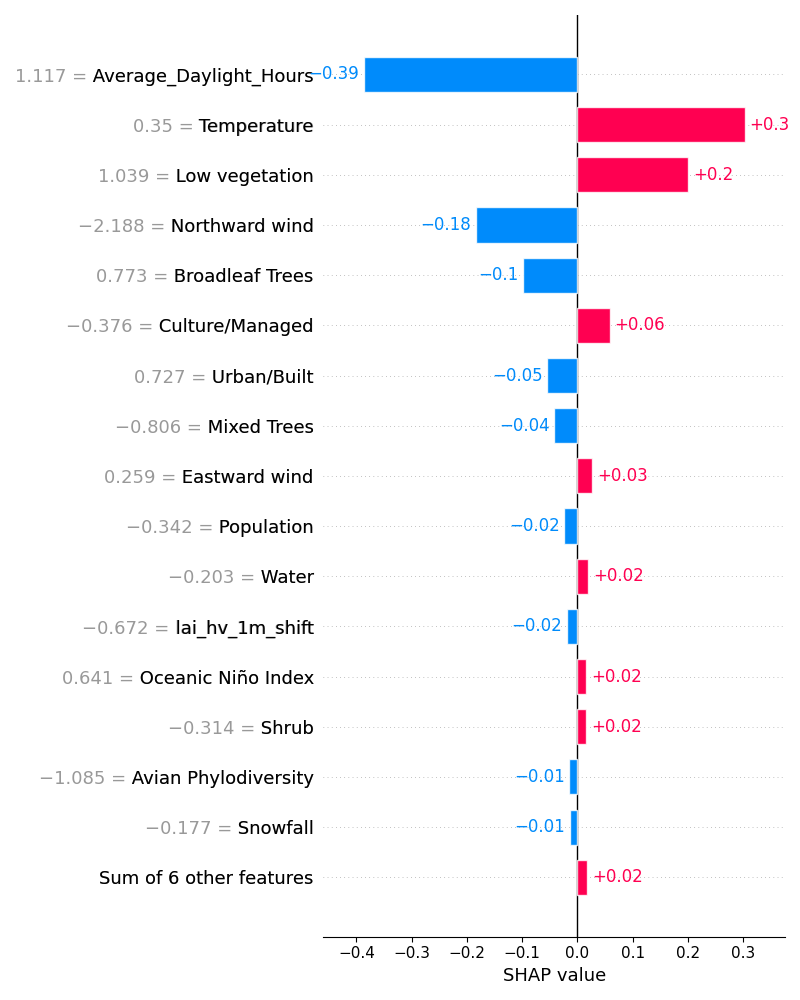 1.117 = Average_Daylight_Hours −0.39
0.35 = Temperature +0.3
1.039 = Low vegetation +0.2
−2.188 = Northward wind −0.18
0.773 = Broadleaf Trees −0.1
−0.376 = Culture/Managed +0.06
0.727 = Urban/Built −0.05
−0.806 = Mixed Trees −0.04
0.259 = Eastward wind +0.03
−0.342 = Population −0.02
−0.203 = Water +0.02
−0.672 = lai_hv_1m_shift −0.02
0.641 = Oceanic Niño Index +0.02
−0.314 = Shrub +0.02
−1.085 = Avian Phylodiversity −0.01
−0.177 = Snowfall −0.01
Sum of 6 other features +0.02
−0.4 −0.3 −0.2 −0.1 0.0 0.1 0.2 0.3
SHAP value